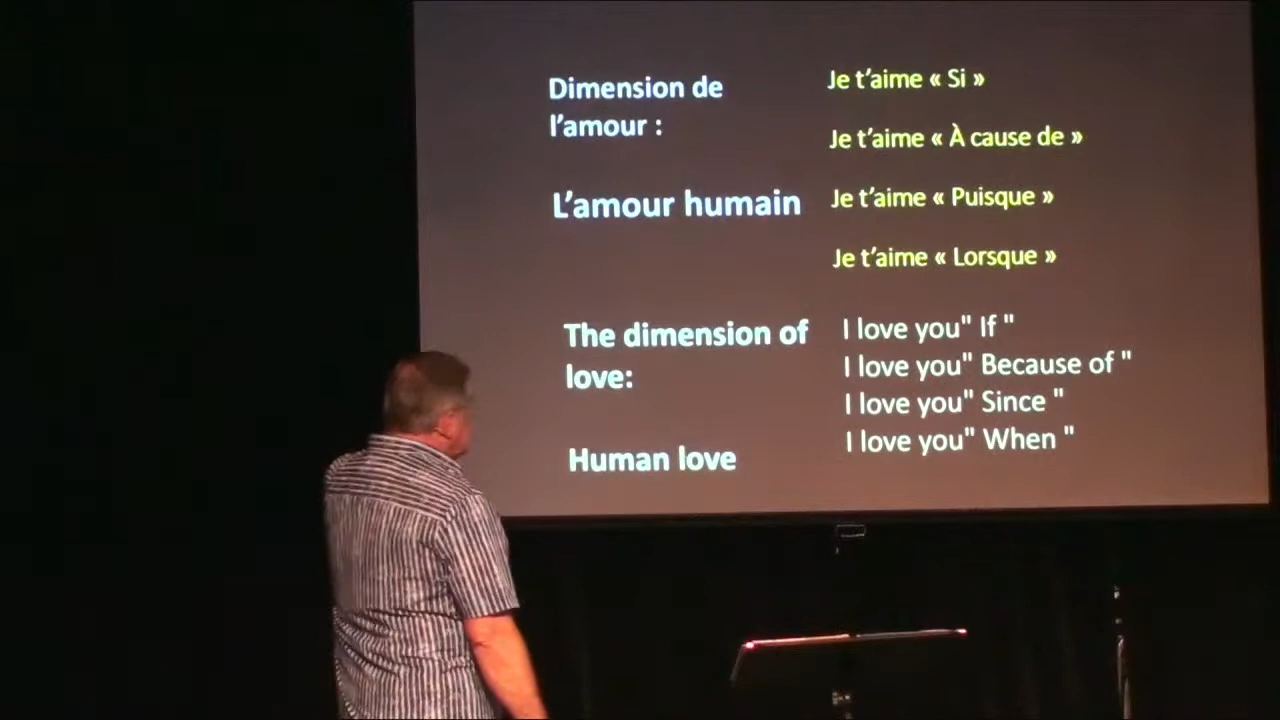 Dimension de
l'amour :
L'amour humain
Je t'aime « Si »
Je t'aime « À cause de »
Je t'aime « Puisque »
Je t'aime « Lorsque »
The dimension of
love:
Human love
I love you" If "
I love you" Because of "
I love you" Since "
I love you" When "